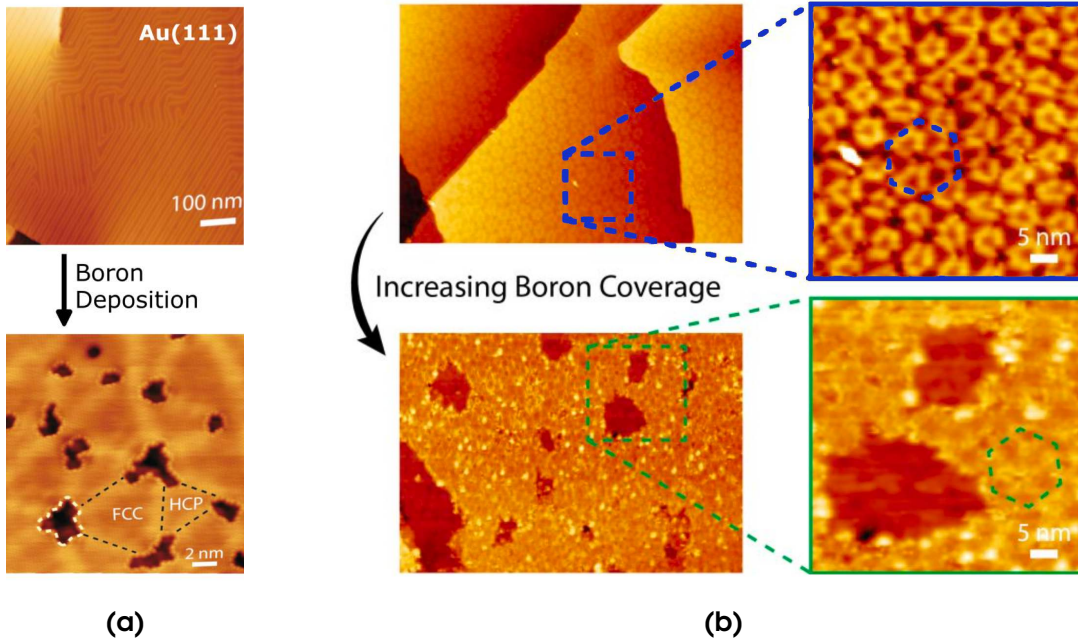 Au(111)
100 nm
Boron
Deposition
FCC
HCP
2 nm
(a)
5 nm
Increasing Boron Coverage
5 nm
(b)